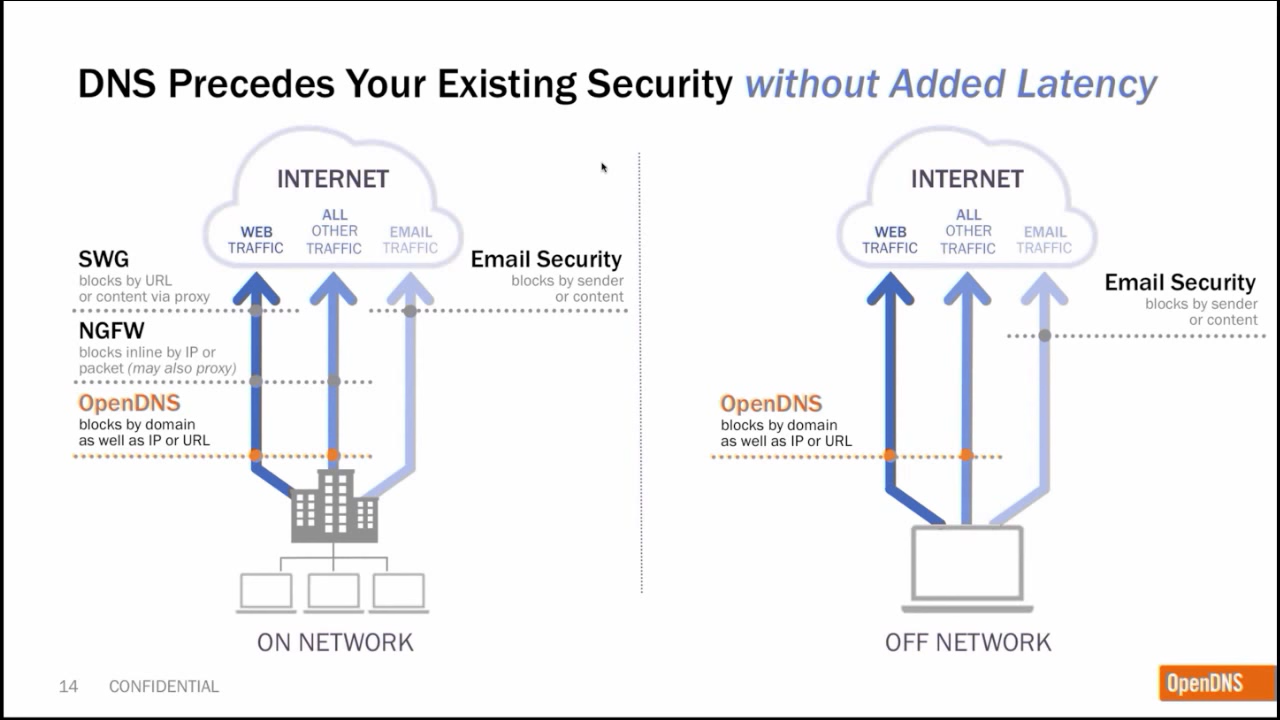 DNS Precedes Your Existing Security without Added Latency
INTERNET
WEB
TRAFFIC
ALL
OTHER
TRAFFIC
EMAIL
TRAFFIC
SWG
blocks by URL
or content via proxy
NGFW
blocks inline by IP or
packet (may also proxy)
OpenDNS
blocks by domain
as well as IP or URL
Email Security
blocks by sender
or content
ON NETWORK
INTERNET
WEB
TRAFFIC
ALL
OTHER
TRAFFIC
EMAIL
TRAFFIC
Email Security
blocks by sender
or content
OpenDNS
blocks by domain
as well as IP or URL
OFF NETWORK
14 CONFIDENTIAL
OpenDNS